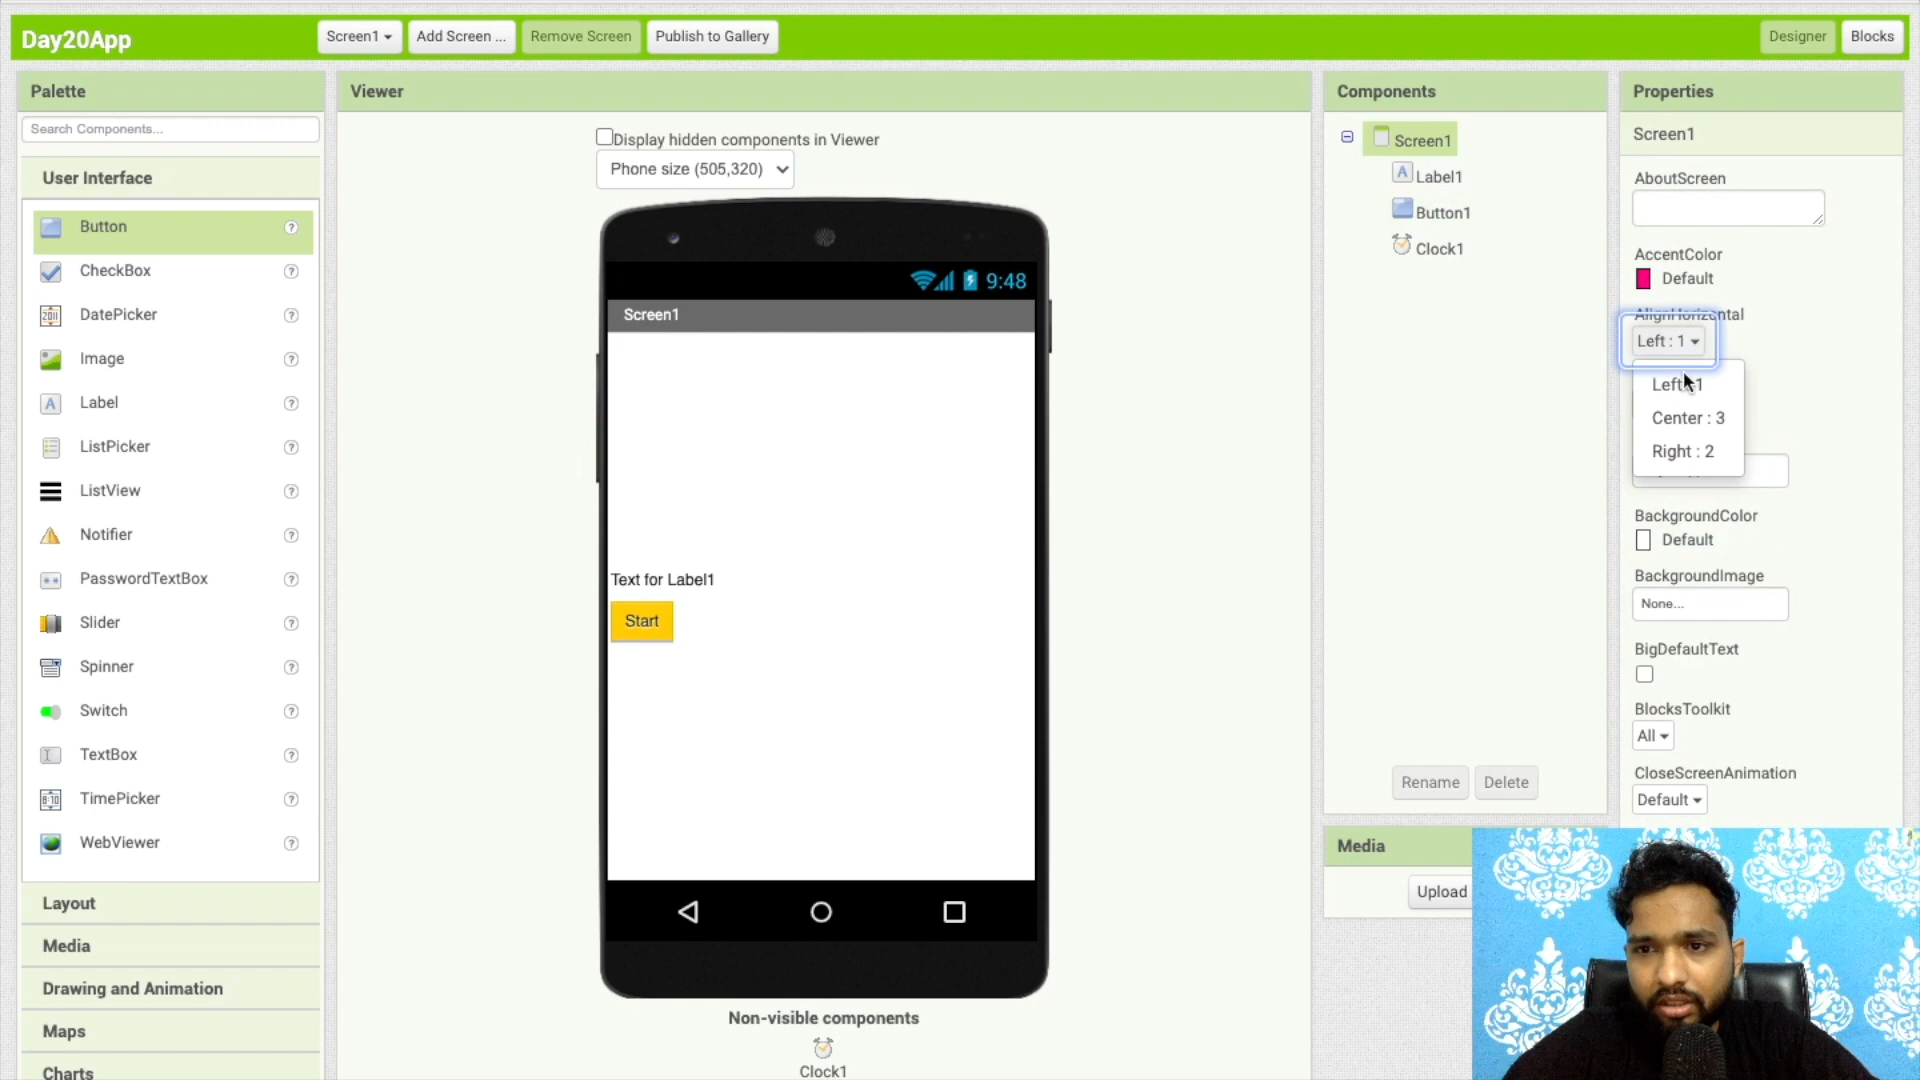 Day20App
Screen1
Add Screen ...
Remove Screen
Publish to Gallery
Designer
Blocks
Palette
Search Components...
User Interface
Button
CheckBox
DatePicker
Image
Label
ListPicker
ListView
Notifier
PasswordTextBox
Slider
Spinner
Switch
TextBox
TimePicker
WebViewer
Layout
Media
Drawing and Animation
Maps
Charts
Viewer
Display hidden components in Viewer
Phone size (505,320)
9:48
Screen1
Text for Label1
Start
Non-visible components
Clock1
Components
Screen1
Label1
Button1
Clock1
Rename
Delete
Media
Upload
Properties
Screen1
AboutScreen
AccentColor
Default
AlignHorizontal
Left : 1
Left : 1
Center : 3
Right : 2
BackgroundColor
Default
BackgroundImage
None...
BigDefaultText
BlocksToolkit
All
CloseScreenAnimation
Default